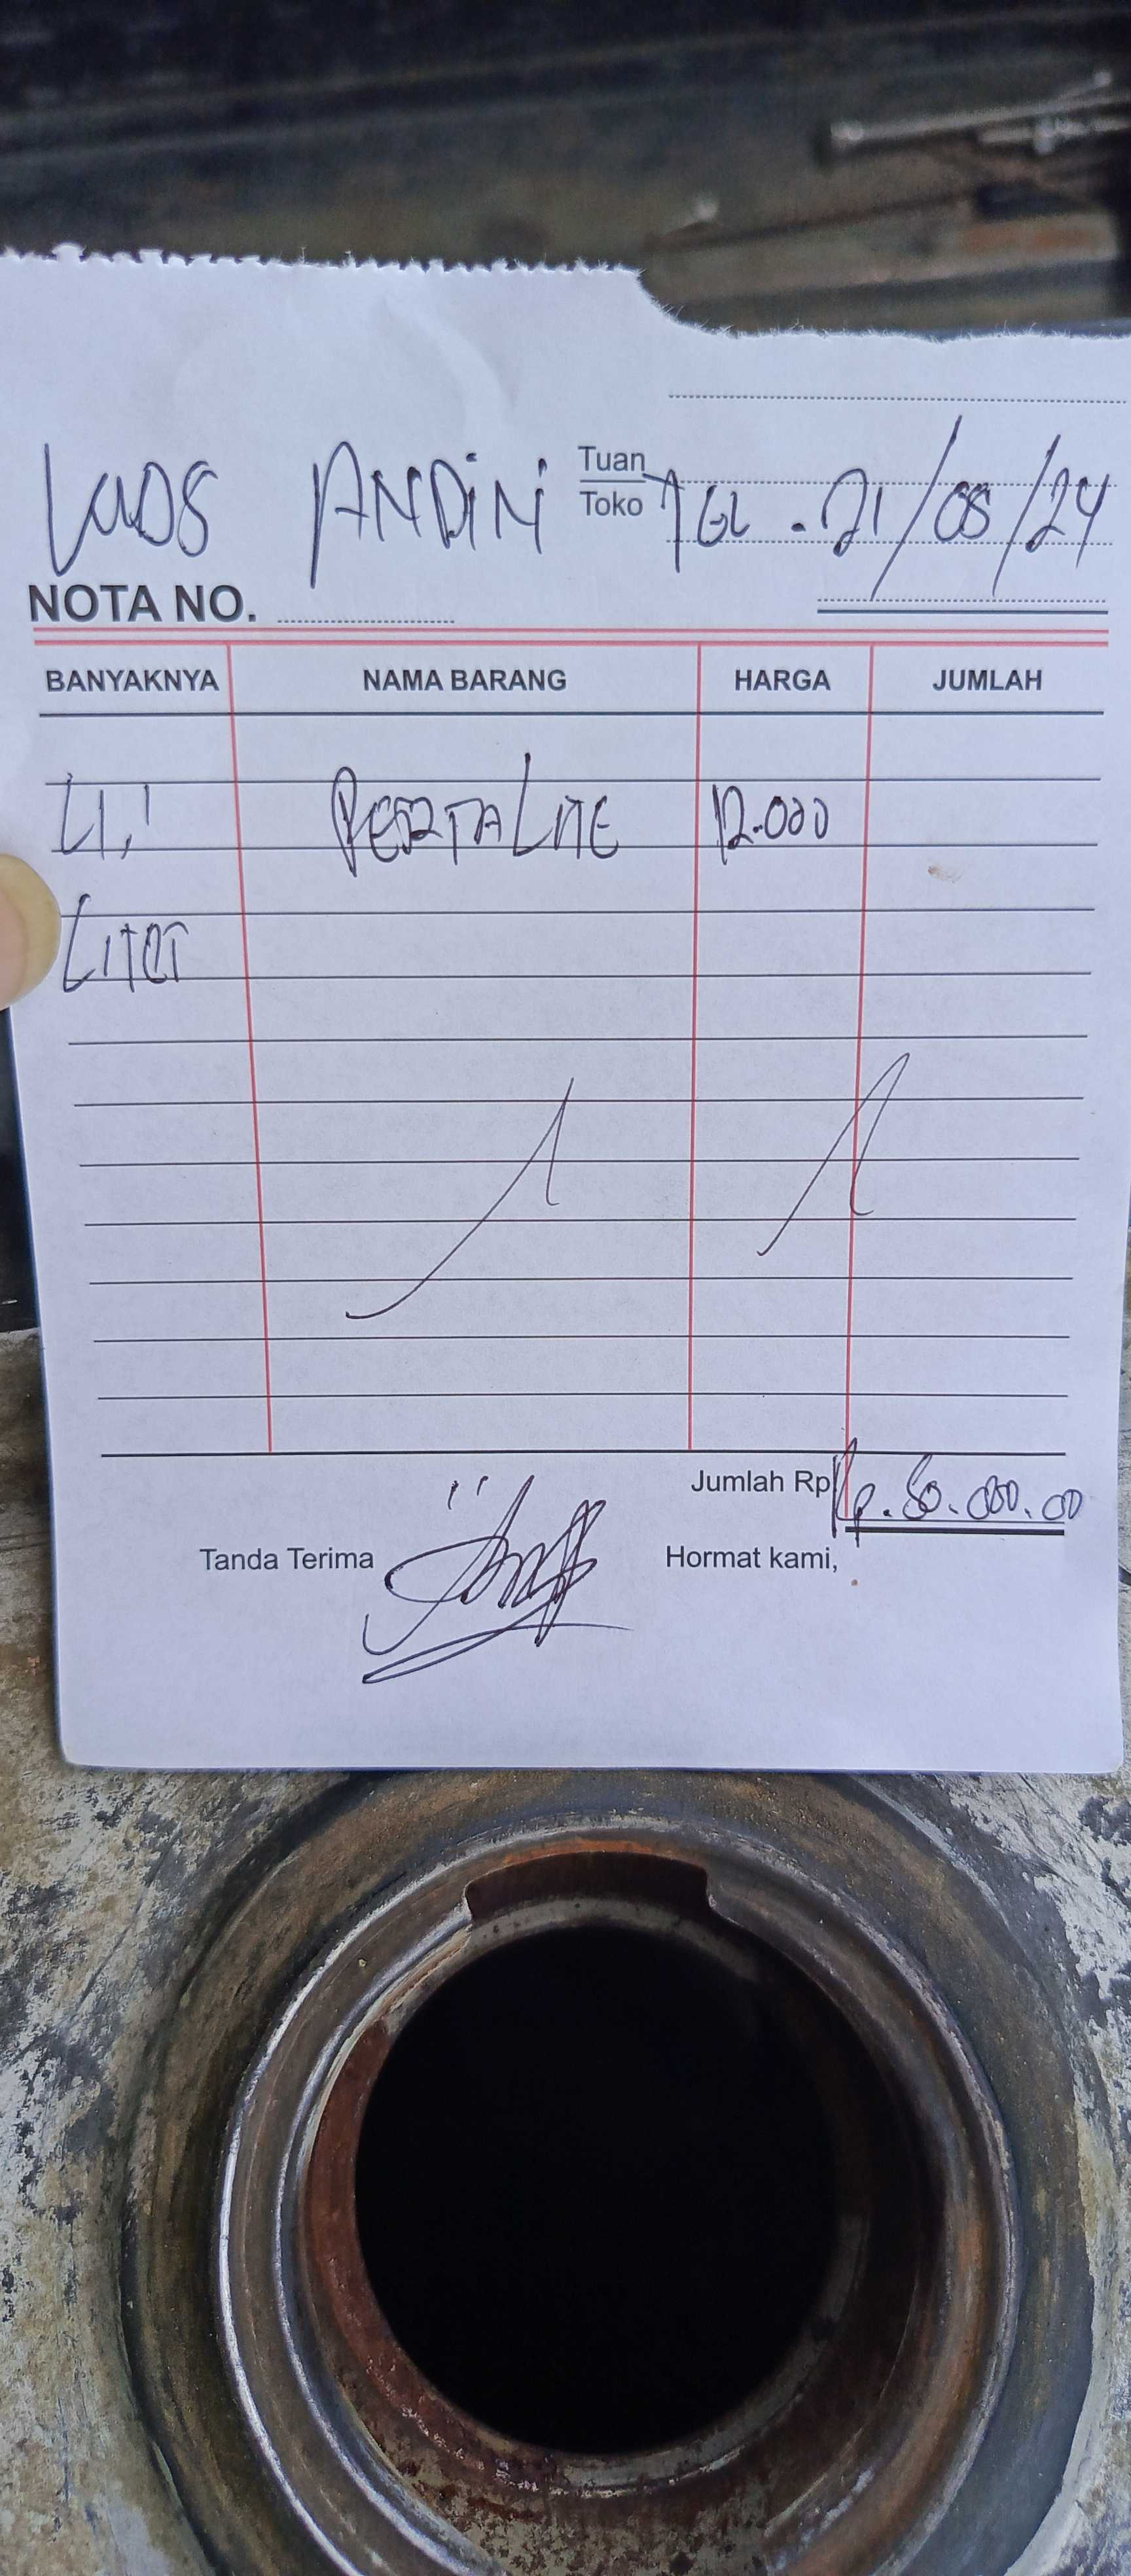 KIOS ANDINI
Tuan
Toko
TGL . 21/08/24
NOTA NO.
BANYAKNYA NAMA BARANG HARGA JUMLAH
4,1 PERTALITE 12.000
LITER
Jumlah Rp Rp. 50.000.00
Tanda Terima Hormat kami,